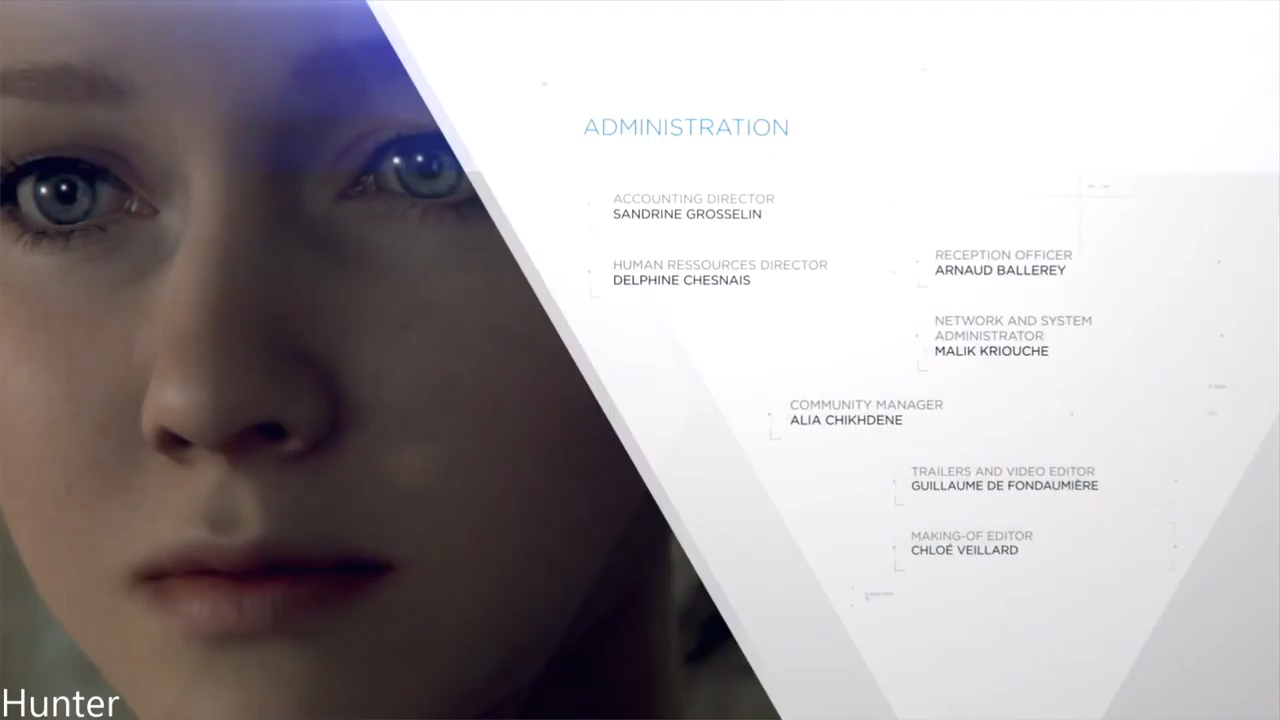 ADMINISTRATION
ACCOUNTING DIRECTOR
SANDRINE GROSSELIN
HUMAN RESSOURCES DIRECTOR
DELPHINE CHESNAIS
RECEPTION OFFICER
ARNAUD BALLEREY
NETWORK AND SYSTEM
ADMINISTRATOR
MALIK KRIOUCHE
COMMUNITY MANAGER
ALIA CHIKHDENE
TRAILERS AND VIDEO EDITOR
GUILLAUME DE FONDAUMIÈRE
MAKING-OF EDITOR
CHLOÉ VEILLARD
Hunter